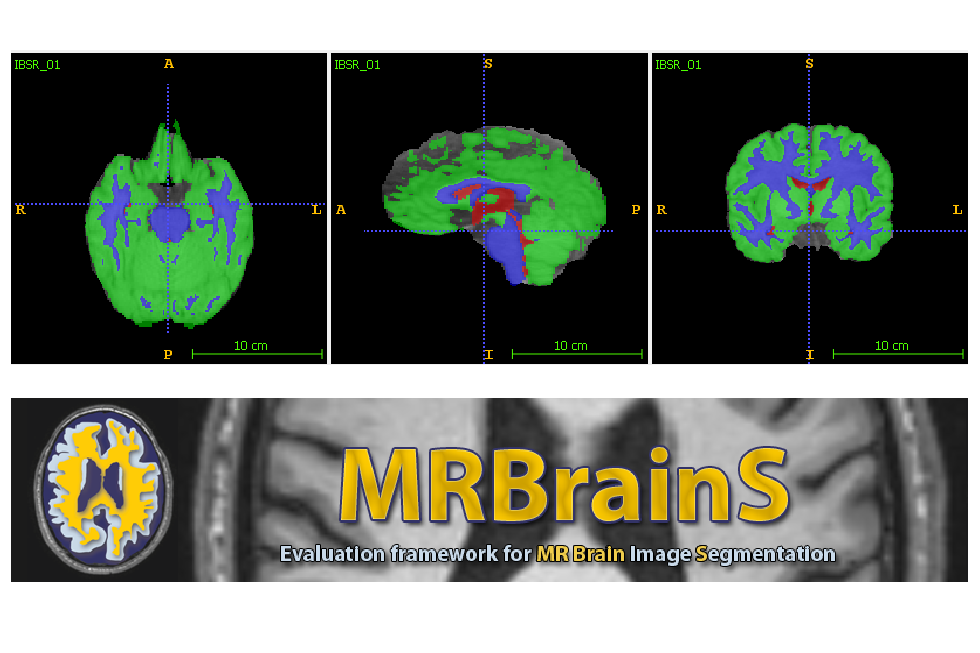 IBSR_01
A
R
L
P
10 cm
IBSR_01
S
A
P
I
10 cm
IBSR_01
S
R
L
I
10 cm
MRBrainS
Evaluation framework for MR Brain Image Segmentation